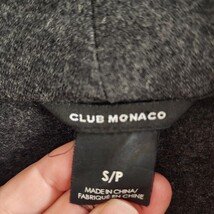 CLUB MONACO
S/P
MADE IN CHINA/
FABRIQUÉ EN CHINE